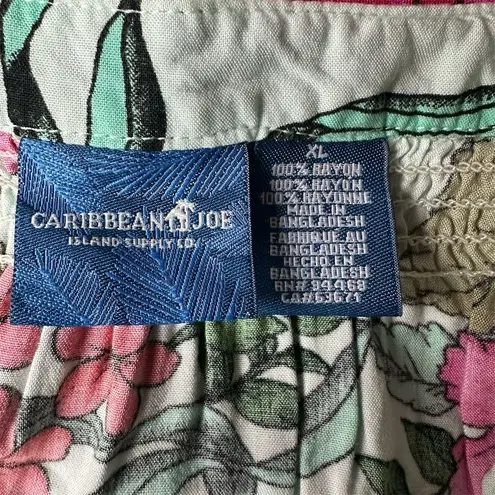 CARIBBEAN JOE
ISLAND SUPPLY CO.
XL
100% RAYON
100% RAYON
100% RAYONNE
MADE IN
BANGLADESH
FABRIQUE AU
BANGLADESH
HECHO EN
BANGLADESH
RN# 94468
CA#63671